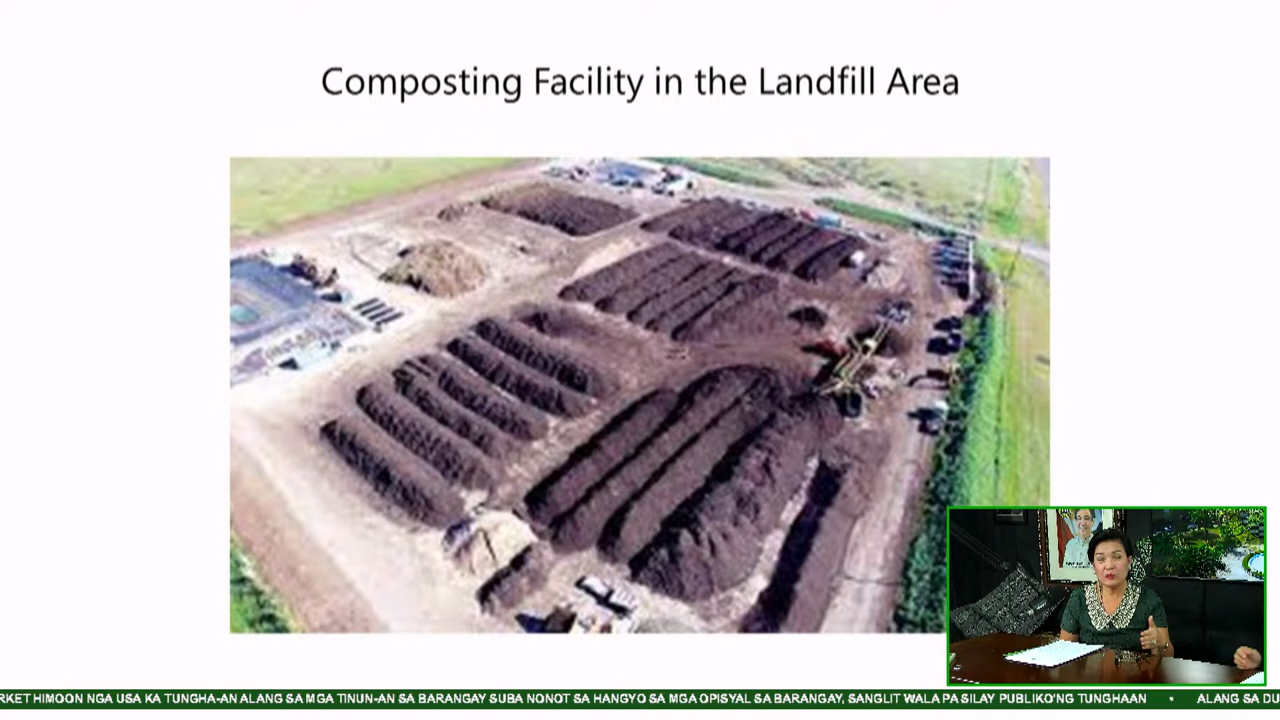 Composting Facility in the Landfill Area
RKET HIMOON NGA USA KA TUNGHA-AN ALANG SA MGA TINUN-AN SA BARANGAY SUBA NONOT SA HANGYO SA MGA OPISYAL SA BARANGAY, SANGLIT WALA PA SILAY PUBLIKO'NG TUNGHAAN • ALANG SA DU